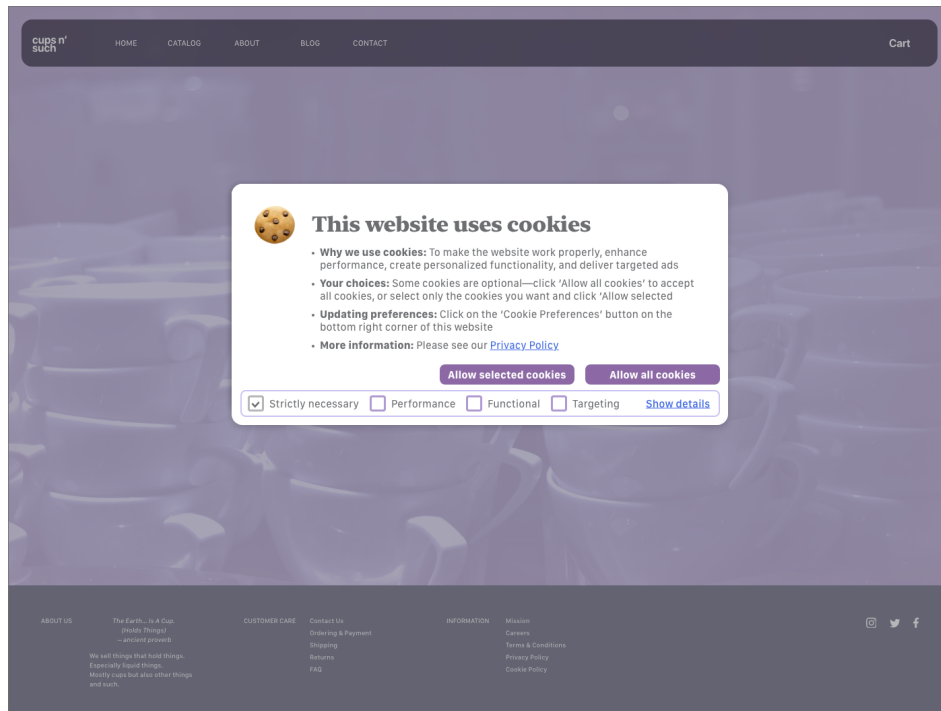 cups n'
such
HOME CATALOG ABOUT BLOG CONTACT
Cart
This website uses cookies
• Why we use cookies: To make the website work properly, enhance
performance, create personalized functionality, and deliver targeted ads
• Your choices: Some cookies are optional—click ‘Allow all cookies’ to accept
all cookies, or select only the cookies you want and click ‘Allow selected
• Updating preferences: Click on the ‘Cookie Preferences’ button on the
bottom right corner of this website
• More information: Please see our Privacy Policy
Allow selected cookies
Allow all cookies
Strictly necessary Performance Functional Targeting Show details
ABOUT US
The Earth... Is A Cup.
(Holds Things)
— ancient proverb
We sell things that hold things.
Especially liquid things.
Mostly cups but also other things
and such.
CUSTOMER CARE
Contact Us
Ordering & Payment
Shipping
Returns
FAQ
INFORMATION
Mission
Careers
Terms & Conditions
Privacy Policy
Cookie Policy